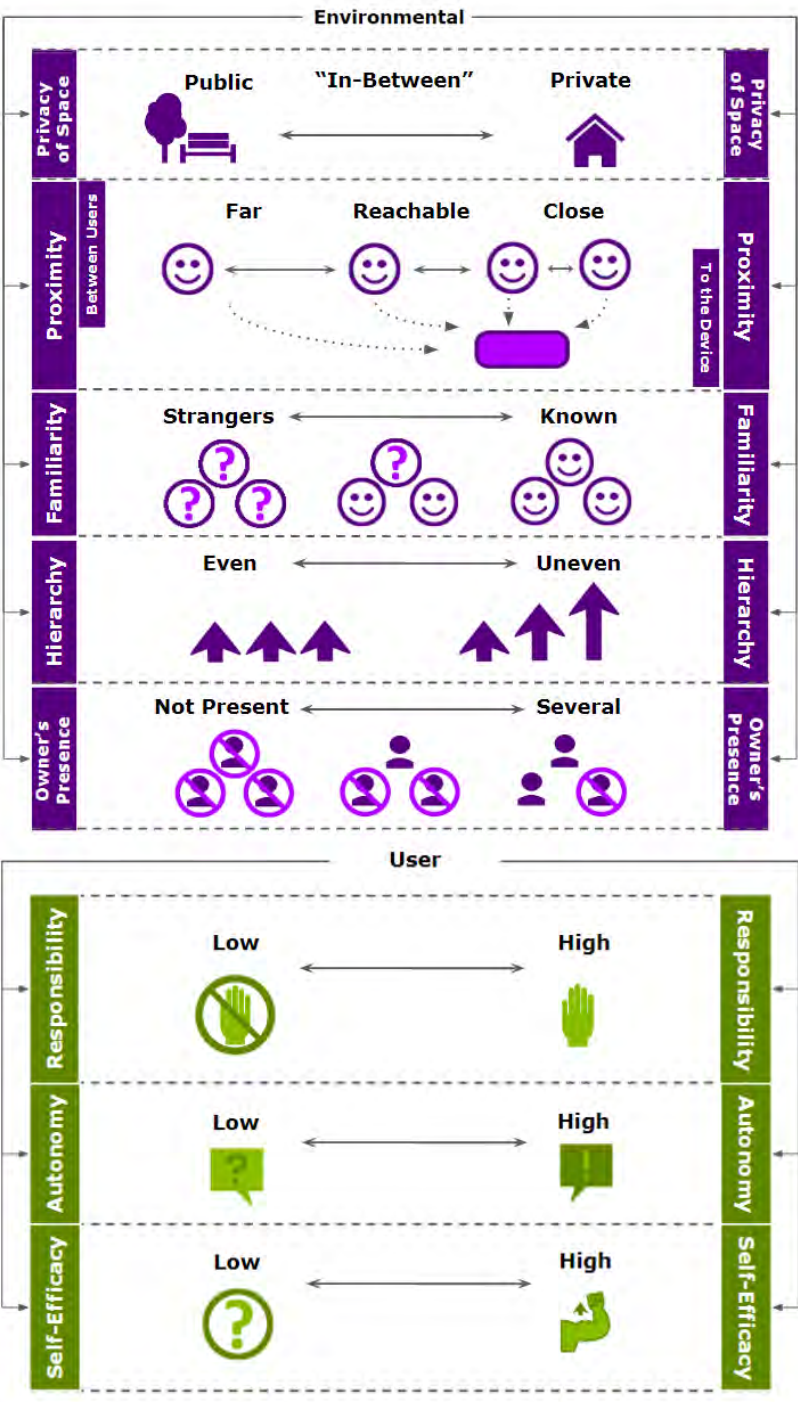 Environmental
Privacy
of Space
Public
“In-Between”
Private
Privacy
of Space
Proximity
Between Users
Far
Reachable
Close
To the Device
Proximity
Familiarity
Strangers
Known
?
?
?
?
Familiarity
Hierarchy
Even
Uneven
Hierarchy
Owner’s
Presence
Not Present
Several
Owner’s
Presence
User
Responsibility
Low
High
Responsibility
Autonomy
Low
High
?
!
Autonomy
Self-Efficacy
Low
High
?
Self-Efficacy